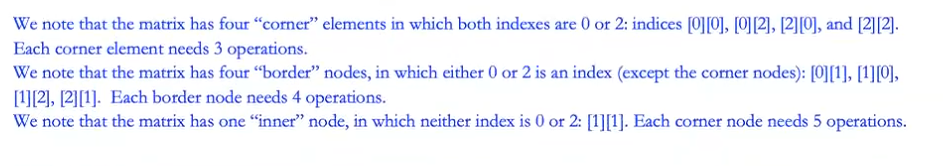 We note that the matrix has four “corner” elements in which both indexes are 0 or 2: indices [0][0], [0][2], [2][0], and [2][2].
Each corner element needs 3 operations.
We note that the matrix has four “border” nodes, in which either 0 or 2 is an index (except the corner nodes): [0][1], [1][0],
[1][2], [2][1].  Each border node needs 4 operations.
We note that the matrix has one “inner” node, in which neither index is 0 or 2: [1][1]. Each corner node needs 5 operations.